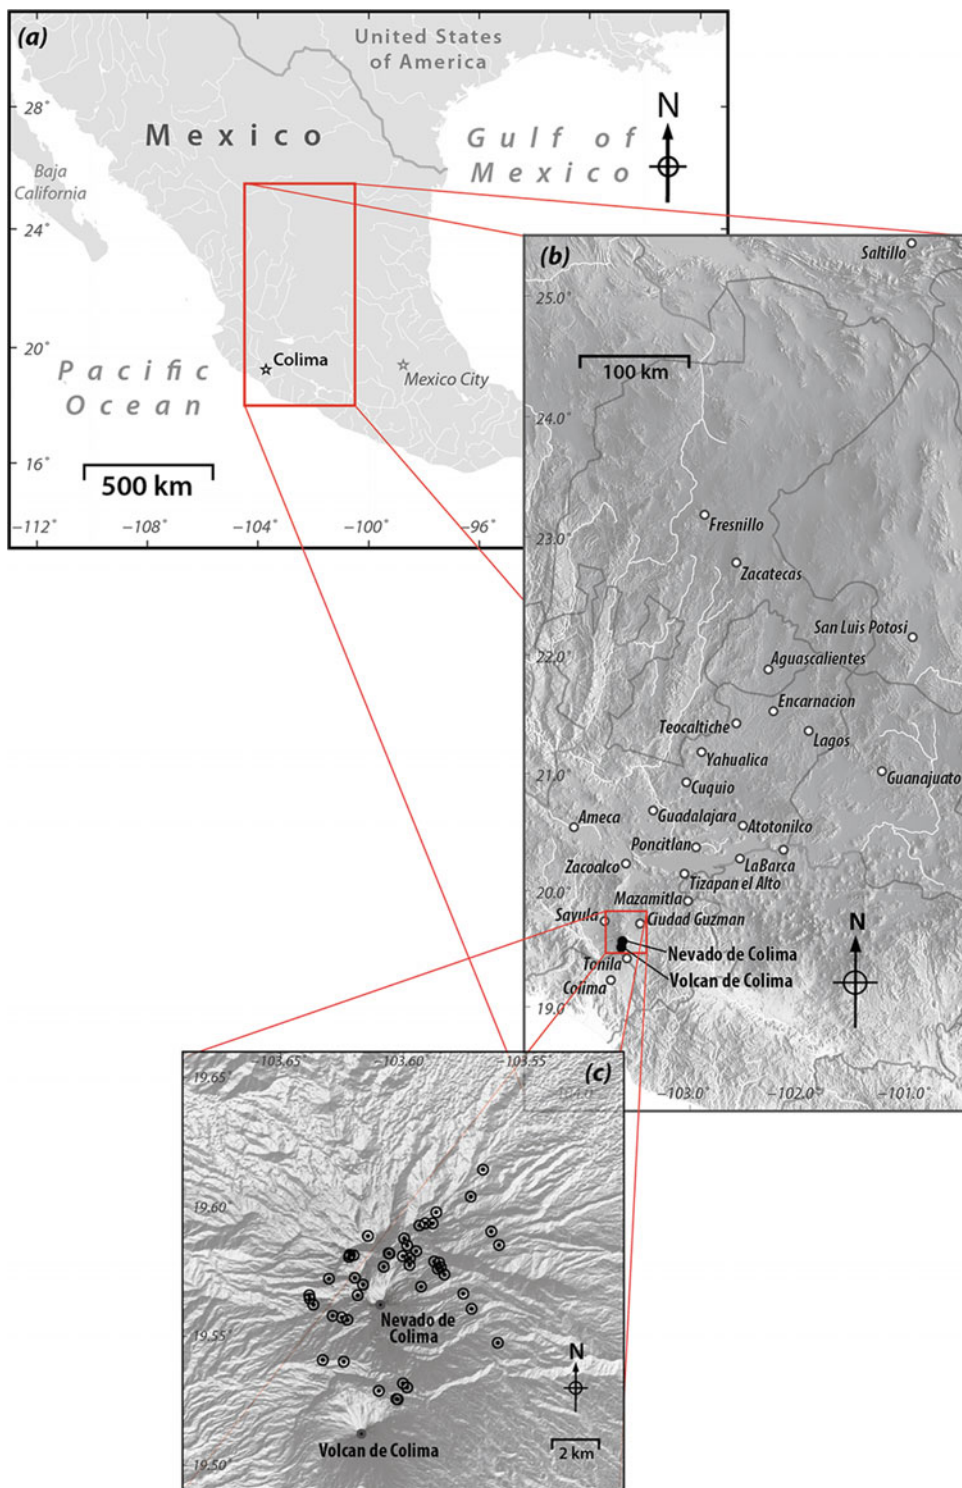 (a)
United States
of America
28°
Mexico
N
Gulf of
Mexico
Baja
California
24°
20°
Colima
Mexico City
Pacific
Ocean
16°
500 km
−112°
−108°
−104°
−100°
−96°
(b)
Saltillo
25.0°
100 km
24.0°
Fresnillo
23.0°
Zacatecas
San Luis Potosi
22.0°
Aguascalientes
Encarnacion
Teocaltiche
Lagos
Yahualica
21.0°
Guanajuato
Cuquio
Ameca
Guadalajara
Atotonilco
Poncitlan
Zacoalco
LaBarca
Tizapan el Alto
20.0°
Mazamitla
Sayula
Ciudad Guzman
N
Nevado de Colima
Tonila
Volcan de Colima
Colima
19.0°
−104.0°
−103.0°
−102.0°
−101.0°
(c)
−103.65°
−103.60°
−103.55°
19.65°
19.60°
Nevado de
Colima
19.55°
N
Volcan de Colima
2 km
19.50°